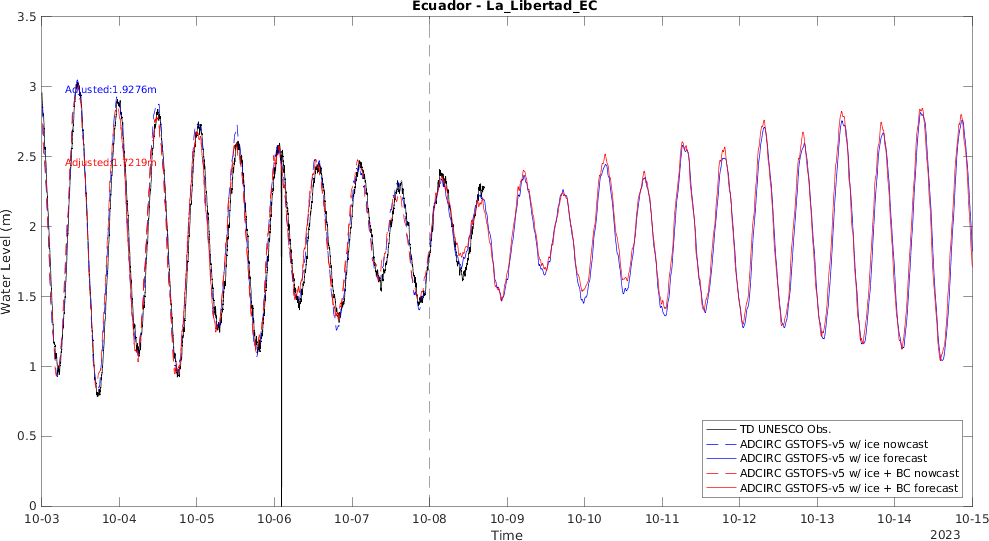 Ecuador - La_Libertad_EC
3.5
3
2.5
2
1.5
1
0.5
0
Water Level (m)
Adjusted:1.9276m
Adjusted:1.7219m
TD UNESCO Obs.
ADCIRC GSTOFS-v5 w/ ice nowcast
ADCIRC GSTOFS-v5 w/ ice forecast
ADCIRC GSTOFS-v5 w/ ice + BC nowcast
ADCIRC GSTOFS-v5 w/ ice + BC forecast
10-03 10-04 10-05 10-06 10-07 10-08 10-09 10-10 10-11 10-12 10-13 10-14 10-15
Time
2023